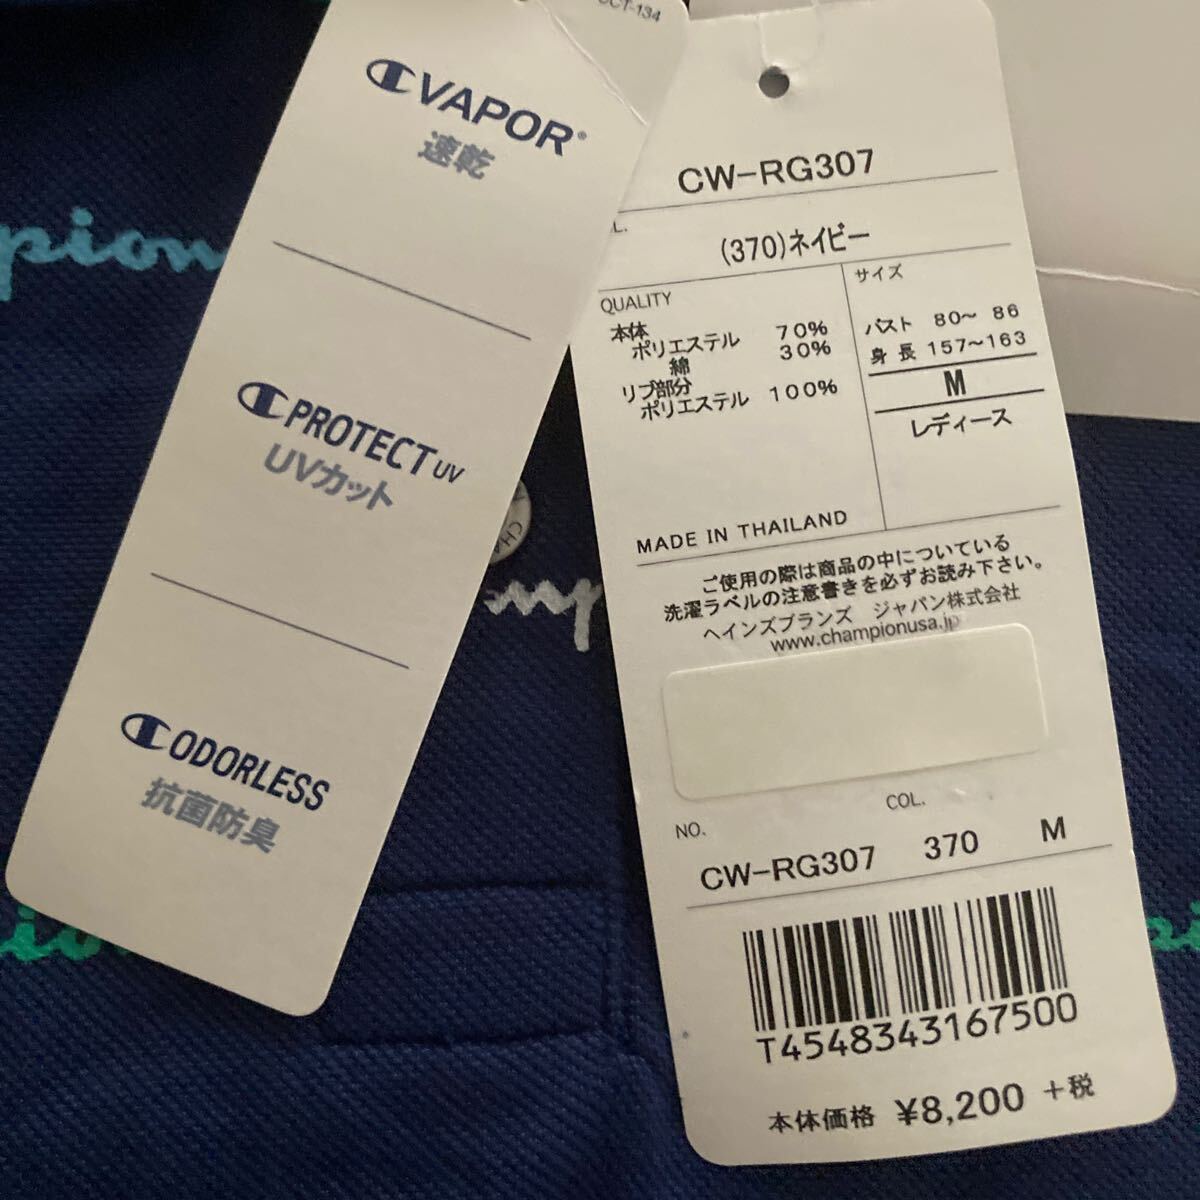 CT-134
VAPOR
速乾
PROTECT UV
UVカット
ODORLESS
抗菌防臭
CW-RG307
L.
(370)ネイビー
QUALITY
本体
ポリエステル 70%
綿 30%
リブ部分
ポリエステル 100%
サイズ
バスト 80～ 86
身長 157～163
M
レディース
MADE IN THAILAND
ご使用の際は商品の中についている
洗濯ラベルの注意書きを必ずお読み下さい。
ヘインズブランズ ジャパン株式会社
www.championusa.jp
NO. COL.
CW-RG307 370 M
T4548343167500
本体価格 ¥8,200 +税
pion
mp
CHA
io